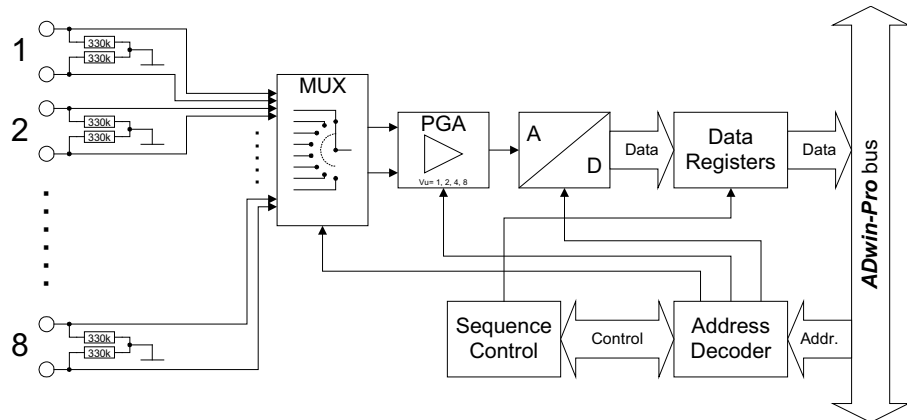 1
330k
330k
2
330k
330k
8
330k
330k
MUX
PGA
Vu= 1, 2, 4, 8
A
D
Data
Data
Registers
Data
ADwin-Pro bus
Sequence
Control
Control
Address
Decoder
Addr.